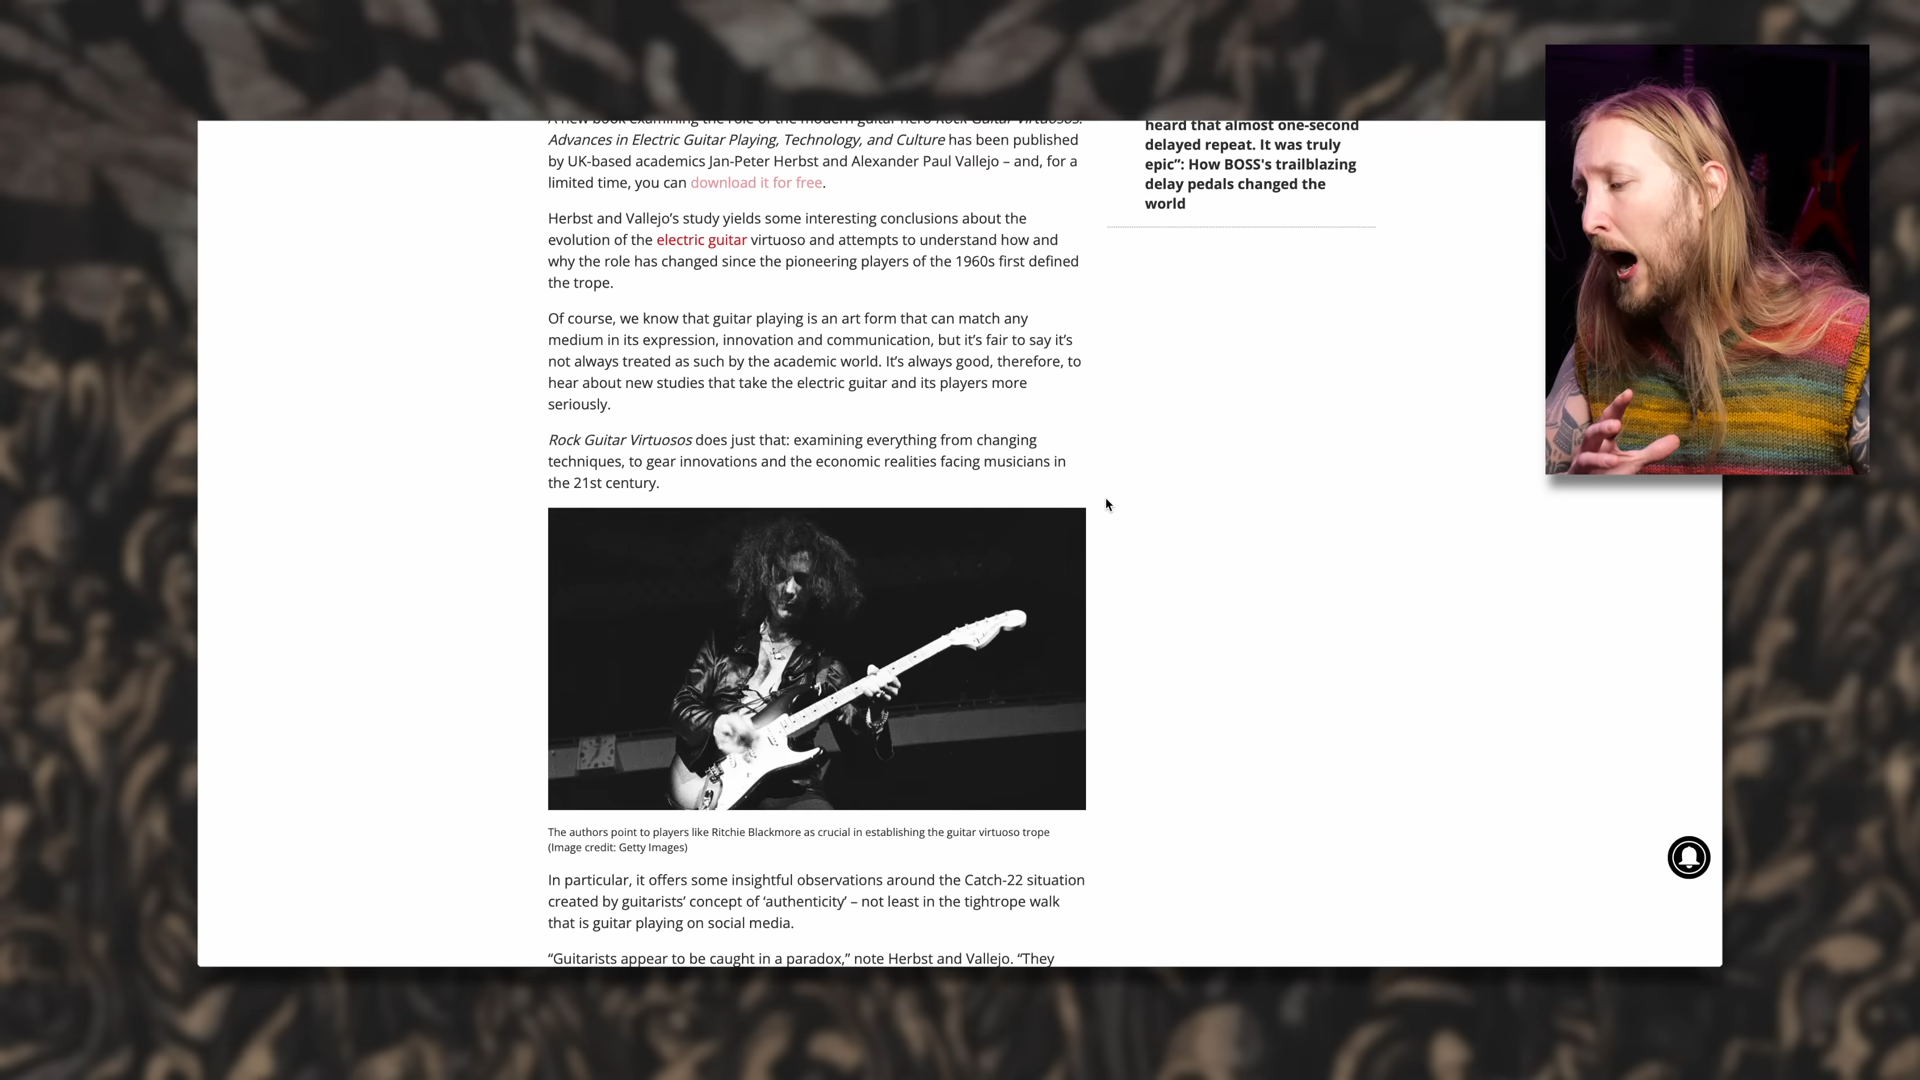 A new book examining the role of the modern guitar hero Rock Guitar Virtuosos:
Advances in Electric Guitar Playing, Technology, and Culture has been published
by UK-based academics Jan-Peter Herbst and Alexander Paul Vallejo – and, for a
limited time, you can download it for free.
Herbst and Vallejo’s study yields some interesting conclusions about the
evolution of the electric guitar virtuoso and attempts to understand how and
why the role has changed since the pioneering players of the 1960s first defined
the trope.
Of course, we know that guitar playing is an art form that can match any
medium in its expression, innovation and communication, but it’s fair to say it’s
not always treated as such by the academic world. It’s always good, therefore, to
hear about new studies that take the electric guitar and its players more
seriously.
Rock Guitar Virtuosos does just that: examining everything from changing
techniques, to gear innovations and the economic realities facing musicians in
the 21st century.
The authors point to players like Ritchie Blackmore as crucial in establishing the guitar virtuoso trope
(Image credit: Getty Images)
In particular, it offers some insightful observations around the Catch-22 situation
created by guitarists’ concept of ‘authenticity’ – not least in the tightrope walk
that is guitar playing on social media.
“Guitarists appear to be caught in a paradox,” note Herbst and Vallejo. “They
heard that almost one-second
delayed repeat. It was truly
epic”: How BOSS's trailblazing
delay pedals changed the
world